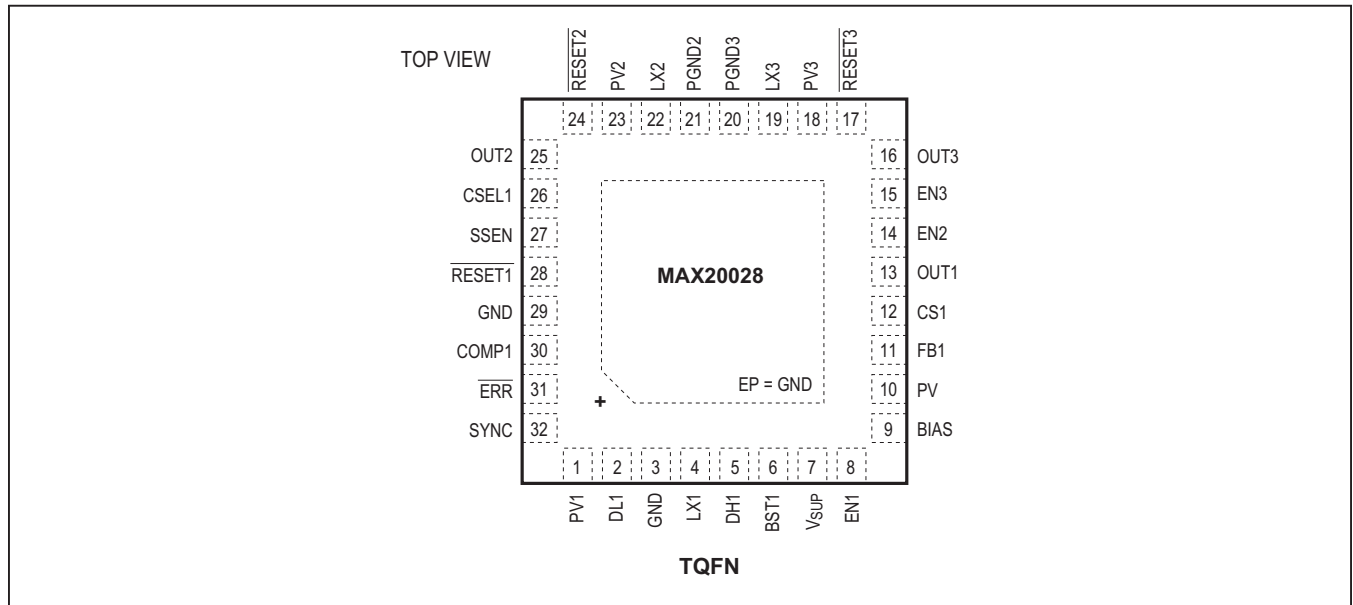 TOP VIEW
RESET2
PV2
LX2
PGND2
PGND3
LX3
PV3
RESET3
24 23 22 21 20 19 18 17
OUT2 25
CSEL1 26
SSEN 27
RESET1 28
GND 29
COMP1 30
ERR 31
SYNC 32
16 OUT3
15 EN3
14 EN2
13 OUT1
12 CS1
11 FB1
10 PV
9 BIAS
MAX20028
EP = GND
+
1 2 3 4 5 6 7 8
PV1
DL1
GND
LX1
DH1
BST1
VSUP
EN1
TQFN